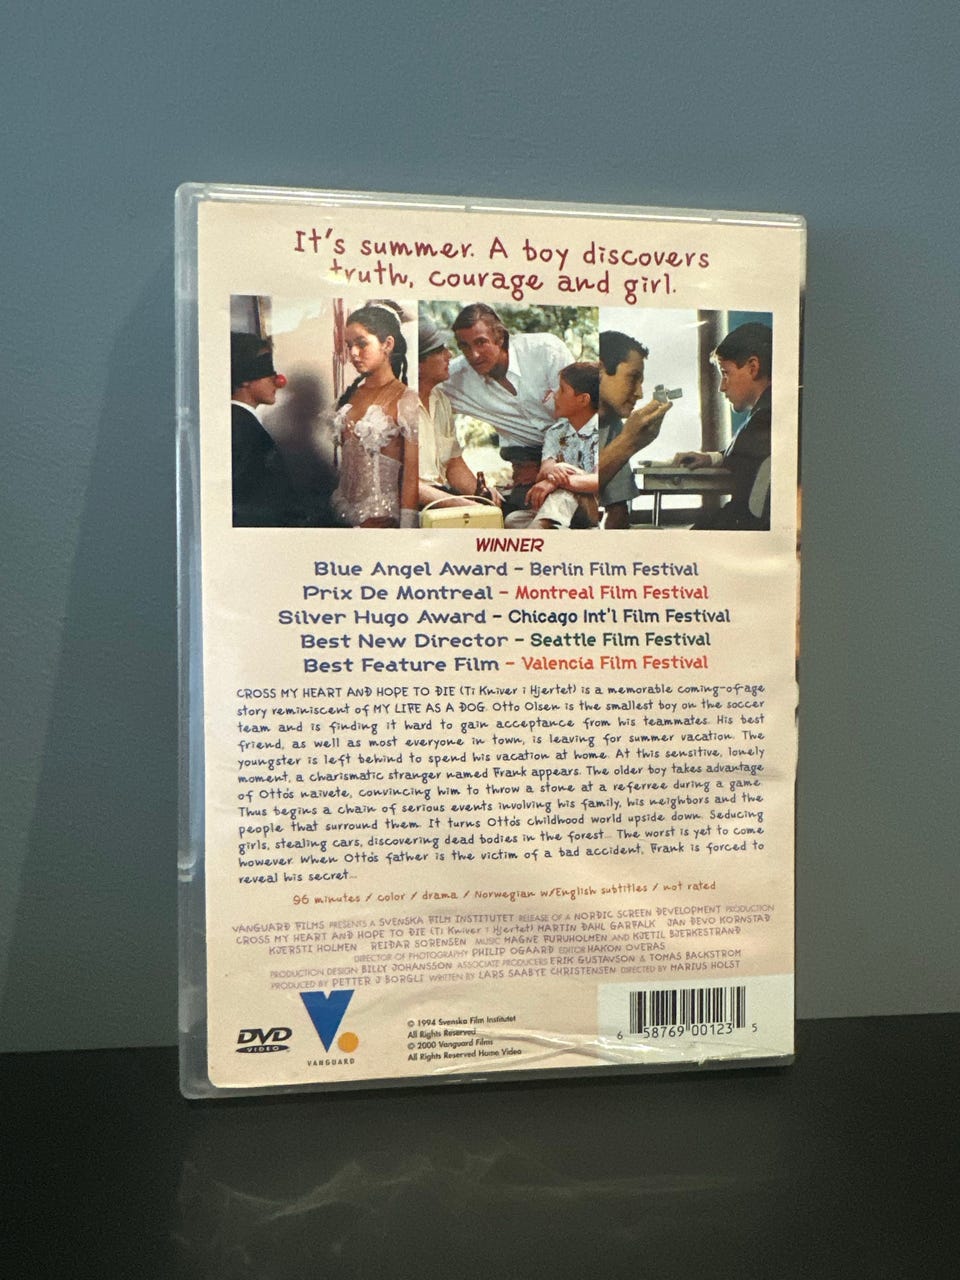 It's summer. A boy discovers
truth, courage and girl.
WINNER
Blue Angel Award – Berlin Film Festival
Prix De Montreal – Montreal Film Festival
Silver Hugo Award – Chicago Int'l Film Festival
Best New Director – Seattle Film Festival
Best Feature Film – Valencia Film Festival
CROSS MY HEART AND HOPE TO DIE (Ti Kniver i Hjertet) is a memorable coming-of-age
story reminiscent of MY LIFE AS A DOG. Otto Olsen is the smallest boy on the soccer
team and is finding it hard to gain acceptance from his teammates. His best
friend, as well as most everyone in town, is leaving for summer vacation. The
youngster is left behind to spend his vacation at home. At this sensitive, lonely
moment, a charismatic stranger named Frank appears. The older boy takes advantage
of Otto's naivete, convincing him to throw a stone at a referree during a game.
Thus begins a chain of serious events involving his family, his neighbors and the
people that surround them. It turns Otto's childhood world upside down. Seducing
girls, stealing cars, discovering dead bodies in the forest... The worst is yet to come
however. When Otto's father is the victim of a bad accident, Frank is forced to
reveal his secret...
96 minutes / color / drama / Norwegian w/English subtitles / not rated
VANGUARD FILMS PRESENTS A SVENSKA FILM INSTITUTET RELEASE OF A NORDIC SCREEN DEVELOPMENT PRODUCTION
CROSS MY HEART AND HOPE TO DIE (Ti Kniver i Hjertet) MARTIN DAHL GARFALK JAN DEVO KORNSTAD
KJERSTI HOLMEN REIDAR SORENSEN MUSIC MAGNE FURUHOLMEN AND KJETIL BJERKESTRAND
DIRECTOR OF PHOTOGRAPHY PHILIP OGAARD EDITOR HAKON OVERAS
PRODUCTION DESIGN BILLY JOHANSSON ASSOCIATE PRODUCERS ERIK GUSTAVSON & TOMAS BACKSTROM
PRODUCED BY PETTER J BORGLI WRITTEN BY LARS SAABYE CHRISTENSEN DIRECTED BY MARIUS HOLST
DVD
VIDEO
VANGUARD
© 1994 Svenska Film Institutet
All Rights Reserved
© 2000 Vanguard Films
All Rights Reserved Home Video
6 58769 00123 5